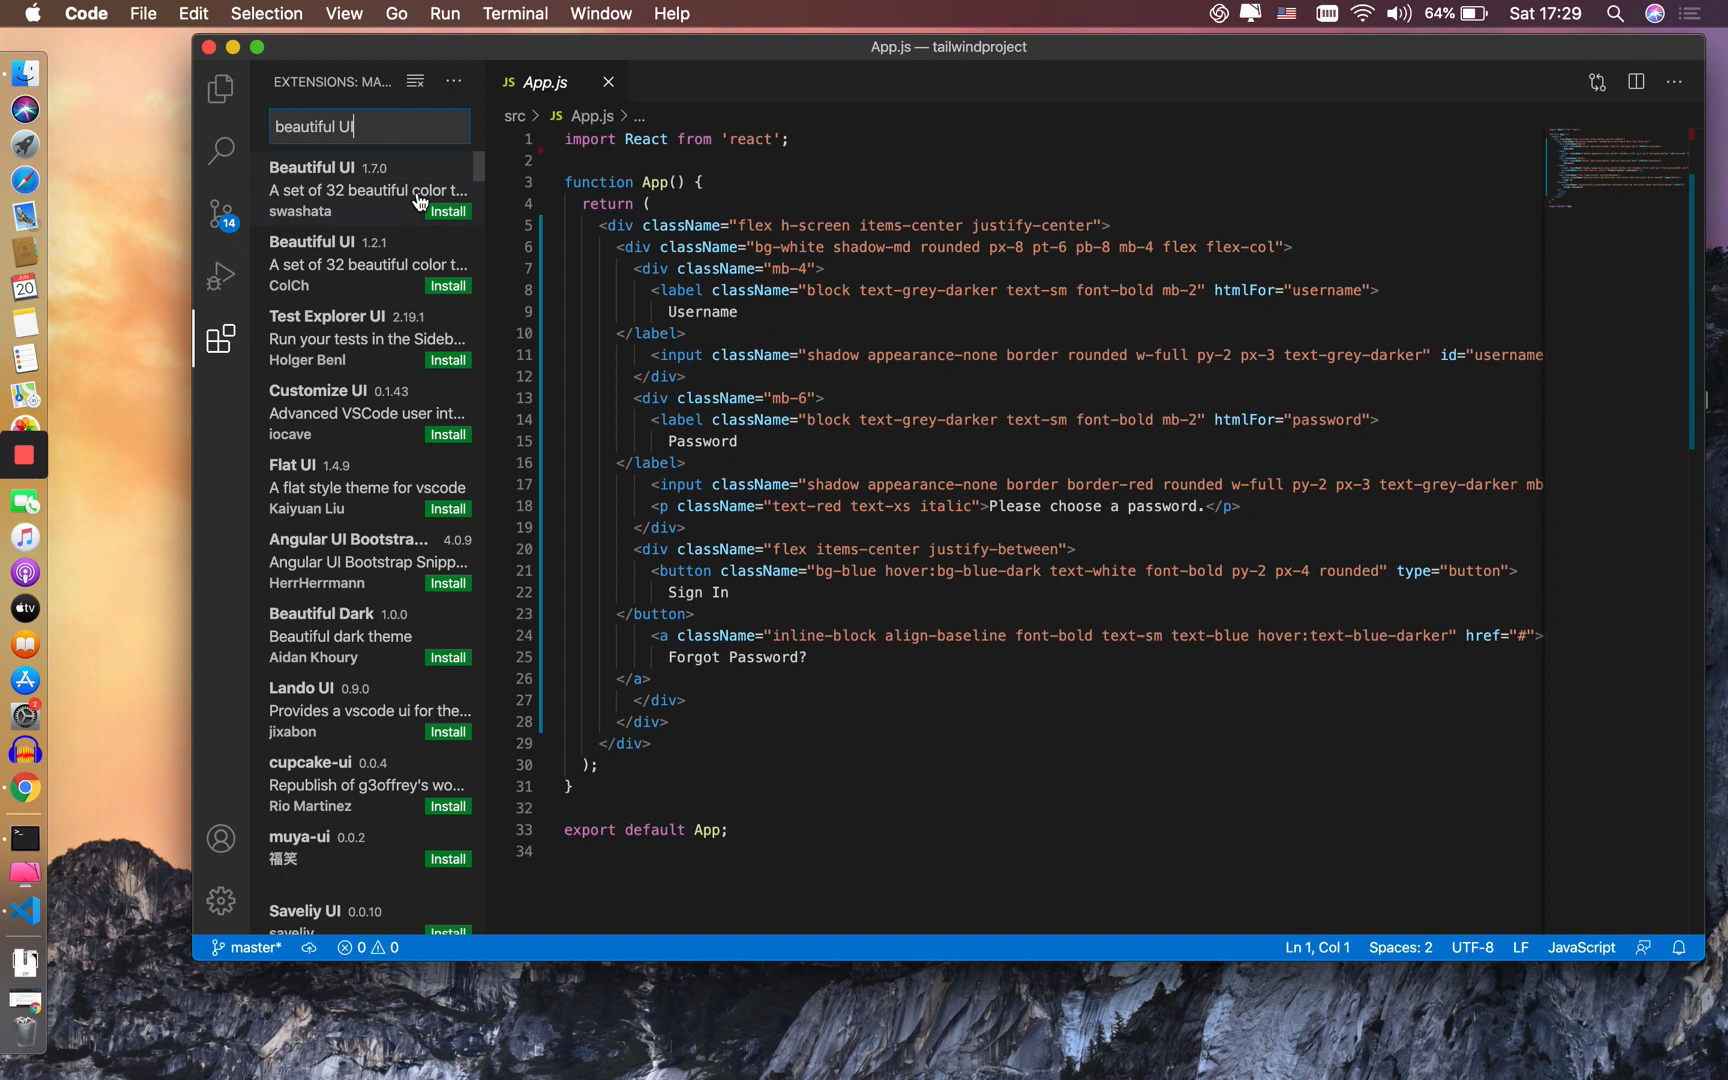 Code File Edit Selection View Go Run Terminal Window Help 64% Sat 17:29
App.js — tailwindproject
EXTENSIONS: MA...
JS App.js
beautiful UI
src > JS App.js > ...
Beautiful UI 1.7.0
A set of 32 beautiful color t...
swashata Install
Beautiful UI 1.2.1
A set of 32 beautiful color t...
ColCh Install
Test Explorer UI 2.19.1
Run your tests in the Sideb...
Holger Benl Install
Customize UI 0.1.43
Advanced VSCode user int...
iocave Install
Flat UI 1.4.9
A flat style theme for vscode
Kaiyuan Liu Install
Angular UI Bootstra... 4.0.9
Angular UI Bootstrap Snipp...
HerrHerrmann Install
Beautiful Dark 1.0.0
Beautiful dark theme
Aidan Khoury Install
Lando UI 0.9.0
Provides a vscode ui for the...
jixabon Install
cupcake-ui 0.0.4
Republish of g3offrey's wo...
Rio Martinez Install
muya-ui 0.0.2
福笑 Install
Saveliy UI 0.0.10
saveliy Install
14
1 import React from 'react';
2
3 function App() {
4 return (
5 <div className="flex h-screen items-center justify-center">
6 <div className="bg-white shadow-md rounded px-8 pt-6 pb-8 mb-4 flex flex-col">
7 <div className="mb-4">
8 <label className="block text-grey-darker text-sm font-bold mb-2" htmlFor="username">
9 Username
10 </label>
11 <input className="shadow appearance-none border rounded w-full py-2 px-3 text-grey-darker" id="username
12 </div>
13 <div className="mb-6">
14 <label className="block text-grey-darker text-sm font-bold mb-2" htmlFor="password">
15 Password
16 </label>
17 <input className="shadow appearance-none border border-red rounded w-full py-2 px-3 text-grey-darker mb
18 <p className="text-red text-xs italic">Please choose a password.</p>
19 </div>
20 <div className="flex items-center justify-between">
21 <button className="bg-blue hover:bg-blue-dark text-white font-bold py-2 px-4 rounded" type="button">
22 Sign In
23 </button>
24 <a className="inline-block align-baseline font-bold text-sm text-blue hover:text-blue-darker" href="#">
25 Forgot Password?
26 </a>
27 </div>
28 </div>
29 </div>
30 );
31 }
32
33 export default App;
34
master* 0 0 Ln 1, Col 1 Spaces: 2 UTF-8 LF JavaScript
JUN
20
2
tv
ZIP